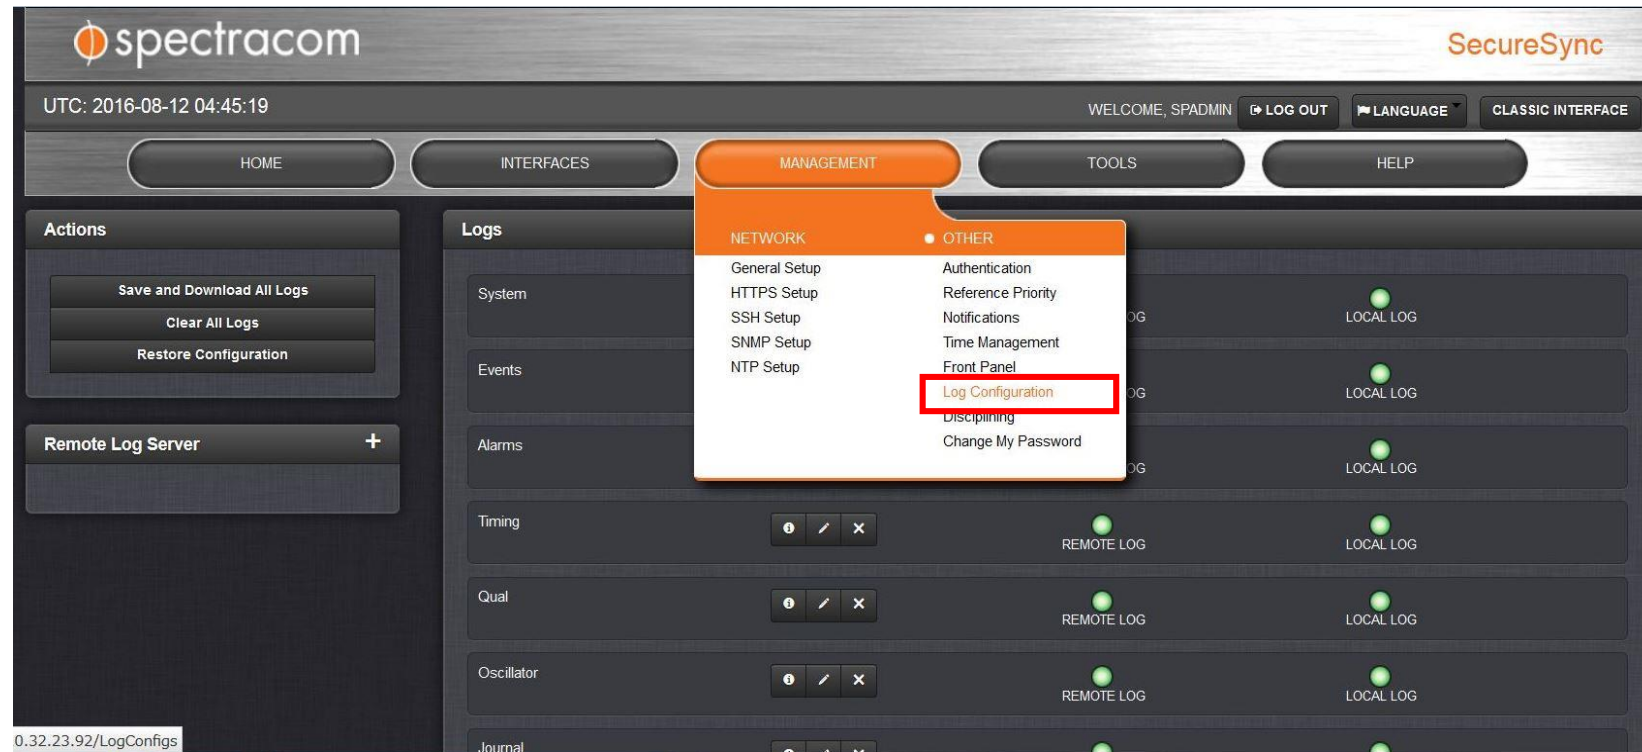 spectracom
SecureSync
UTC: 2016-08-12 04:45:19
WELCOME, SPADMIN
LOG OUT
LANGUAGE
CLASSIC INTERFACE
HOME
INTERFACES
MANAGEMENT
TOOLS
HELP
Actions
Save and Download All Logs
Clear All Logs
Restore Configuration
Remote Log Server
+
Logs
NETWORK
General Setup
HTTPS Setup
SSH Setup
SNMP Setup
NTP Setup
OTHER
Authentication
Reference Priority
Notifications
Time Management
Front Panel
Log Configuration
Disciplining
Change My Password
System
OG
LOCAL LOG
Events
OG
LOCAL LOG
Alarms
OG
LOCAL LOG
Timing
REMOTE LOG
LOCAL LOG
Qual
REMOTE LOG
LOCAL LOG
Oscillator
REMOTE LOG
LOCAL LOG
Journal
0.32.23.92/LogConfigs